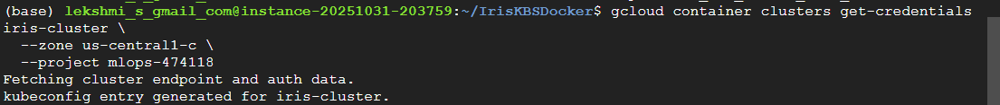 (base) lekshmi_s_gmail_com@instance-20251031-203759:~/IrisKBSDocker$ gcloud container clusters get-credentials
iris-cluster \
  --zone us-central1-c \
  --project mlops-474118
Fetching cluster endpoint and auth data.
kubeconfig entry generated for iris-cluster.